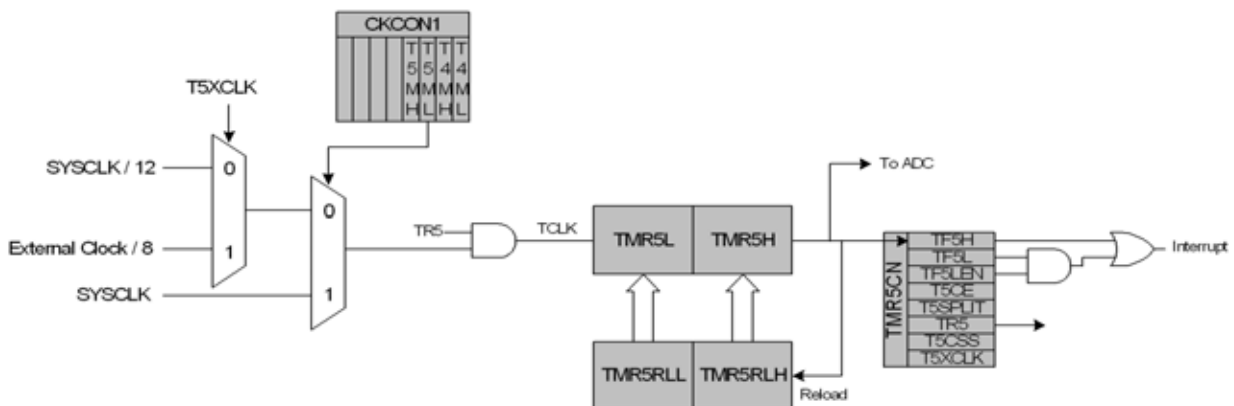 CKCON1
T5MH
T5ML
T4MH
T4ML
T5XCLK
SYSCLK / 12
0
External Clock / 8
1
SYSCLK
0
1
TR5
TCLK
TMR5L
TMR5H
To ADC
TMR5RLL
TMR5RLH
Reload
TMR5CN
TF5H
TF5L
TF5LEN
T5CE
T5SPLIT
TR5
T5CSS
T5XCLK
Interrupt